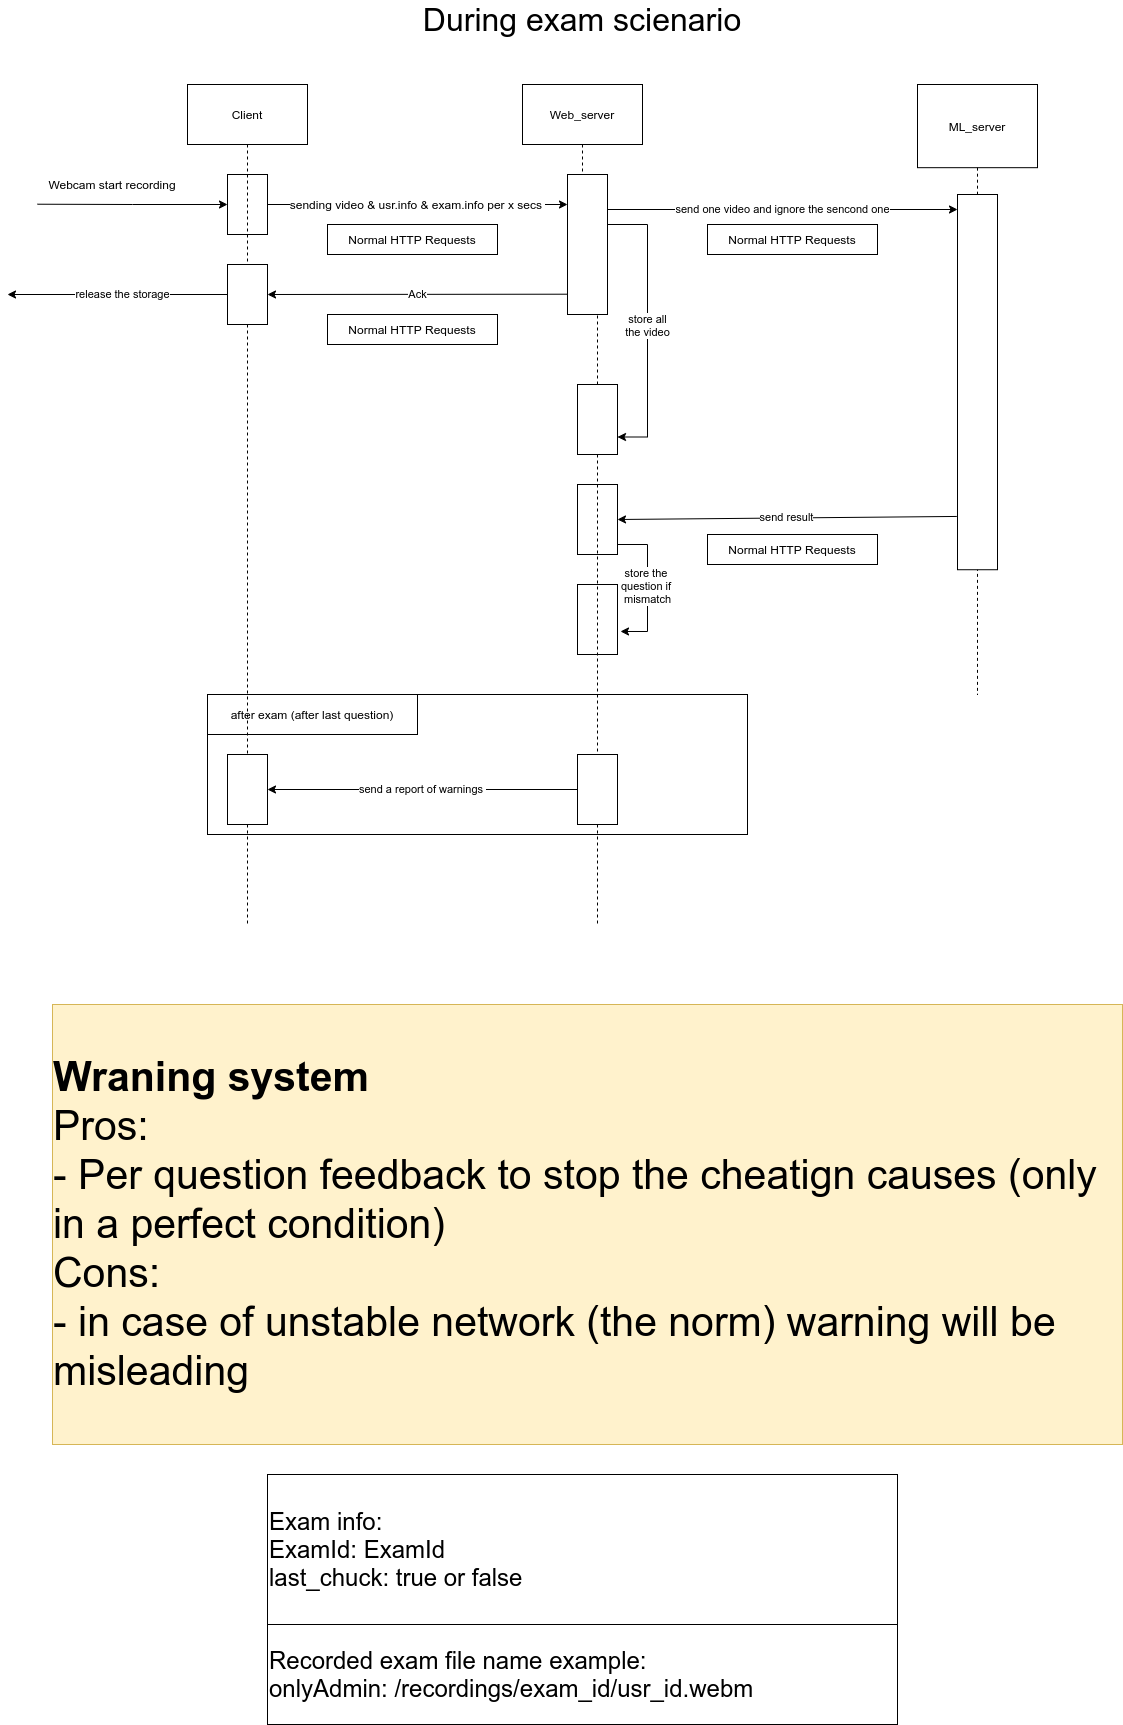 During exam scienario
Client
Web_server
ML_server
Webcam start recording
sending video & usr.info & exam.info per x secs
send one video and ignore the sencond one
Normal HTTP Requests
Normal HTTP Requests
release the storage
Ack
store all
the video
Normal HTTP Requests
send result
Normal HTTP Requests
store the
question if
mismatch
after exam (after last question)
send a report of warnings
Wraning system
Pros:
- Per question feedback to stop the cheatign causes (only
in a perfect condition)
Cons:
- in case of unstable network (the norm) warning will be
misleading
Exam info:
ExamId: ExamId
last_chuck: true or false
Recorded exam file name example:
onlyAdmin: /recordings/exam_id/usr_id.webm